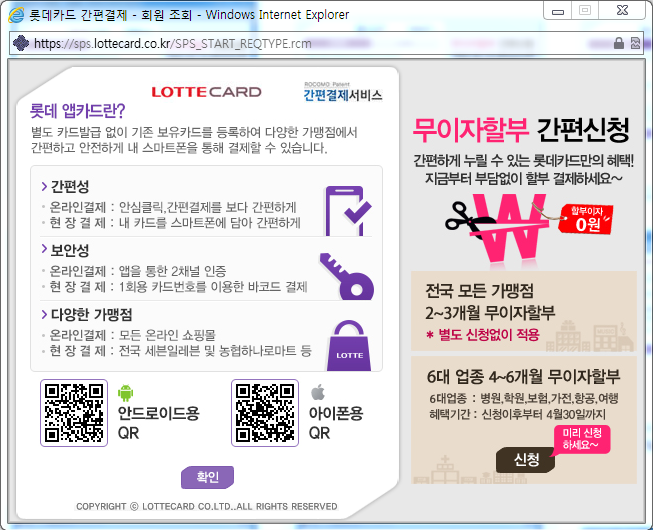 롯데카드 간편결제 - 회원 조회 - Windows Internet Explorer
https://sps.lottecard.co.kr/SPS_START_REQTYPE.rcm
LOTTE CARD
ROCOMO Patent
간편결제서비스
롯데 앱카드란?
별도 카드발급 없이 기존 보유카드를 등록하여 다양한 가맹점에서
간편하고 안전하게 내 스마트폰을 통해 결제할 수 있습니다.
> 간편성
• 온라인결제 : 안심클릭,간편결제를 보다 간편하게
• 현 장 결 제 : 내 카드를 스마트폰에 담아 간편하게
> 보안성
• 온라인결제 : 앱을 통한 2채널 인증
• 현 장 결 제 : 1회용 카드번호를 이용한 바코드 결제
> 다양한 가맹점
• 온라인결제 : 모든 온라인 쇼핑몰
• 현 장 결 제 : 전국 세븐일레븐 및 농협하나로마트 등
LOTTE
안드로이드용
QR
아이폰용
QR
확인
COPYRIGHT ⓒ LOTTECARD CO.LTD..ALL RIGHTS RESERVED
무이자할부 간편신청
간편하게 누릴 수 있는 롯데카드만의 혜택!
지금부터 부담없이 할부 결제하세요~
₩
할부이자
0원
전국 모든 가맹점
2~3개월 무이자할부
* 별도 신청없이 적용
6대 업종 4~6개월 무이자할부
6대업종 : 병원,학원,보험,가전,항공,여행
혜택기간 : 신청이후부터 4월30일까지
미리 신청
하세요~
신청